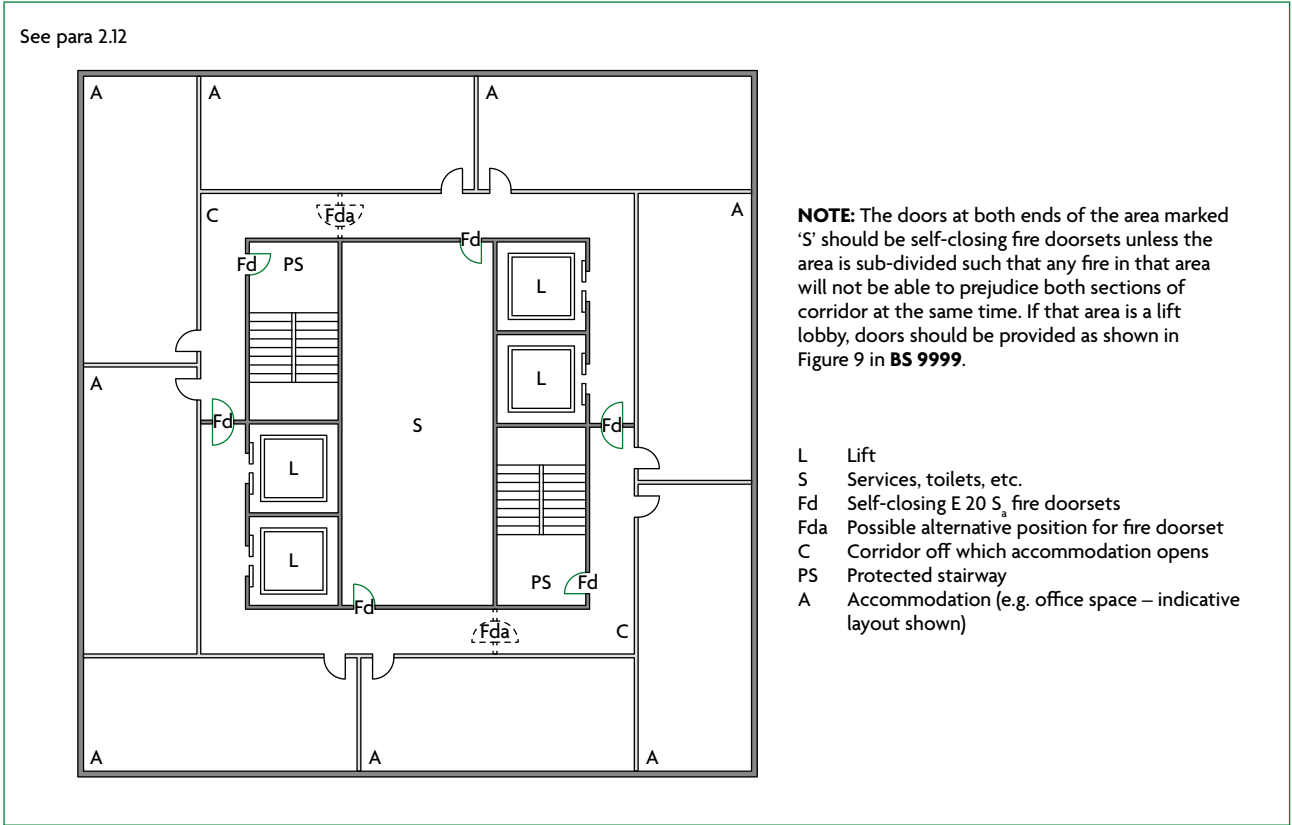 See para 2.12
A
A
A
C
Fda
A
Fd
PS
Fd
L
L
A
Fd
S
Fd
L
L
PS
Fd
Fd
Fda
C
A
A
A
NOTE: The doors at both ends of the area marked
‘S’ should be self-closing fire doorsets unless the
area is sub-divided such that any fire in that area
will not be able to prejudice both sections of
corridor at the same time. If that area is a lift
lobby, doors should be provided as shown in
Figure 9 in BS 9999.
L Lift
S Services, toilets, etc.
Fd Self-closing E 20 Sa fire doorsets
Fda Possible alternative position for fire doorset
C Corridor off which accommodation opens
PS Protected stairway
A Accommodation (e.g. office space – indicative
layout shown)